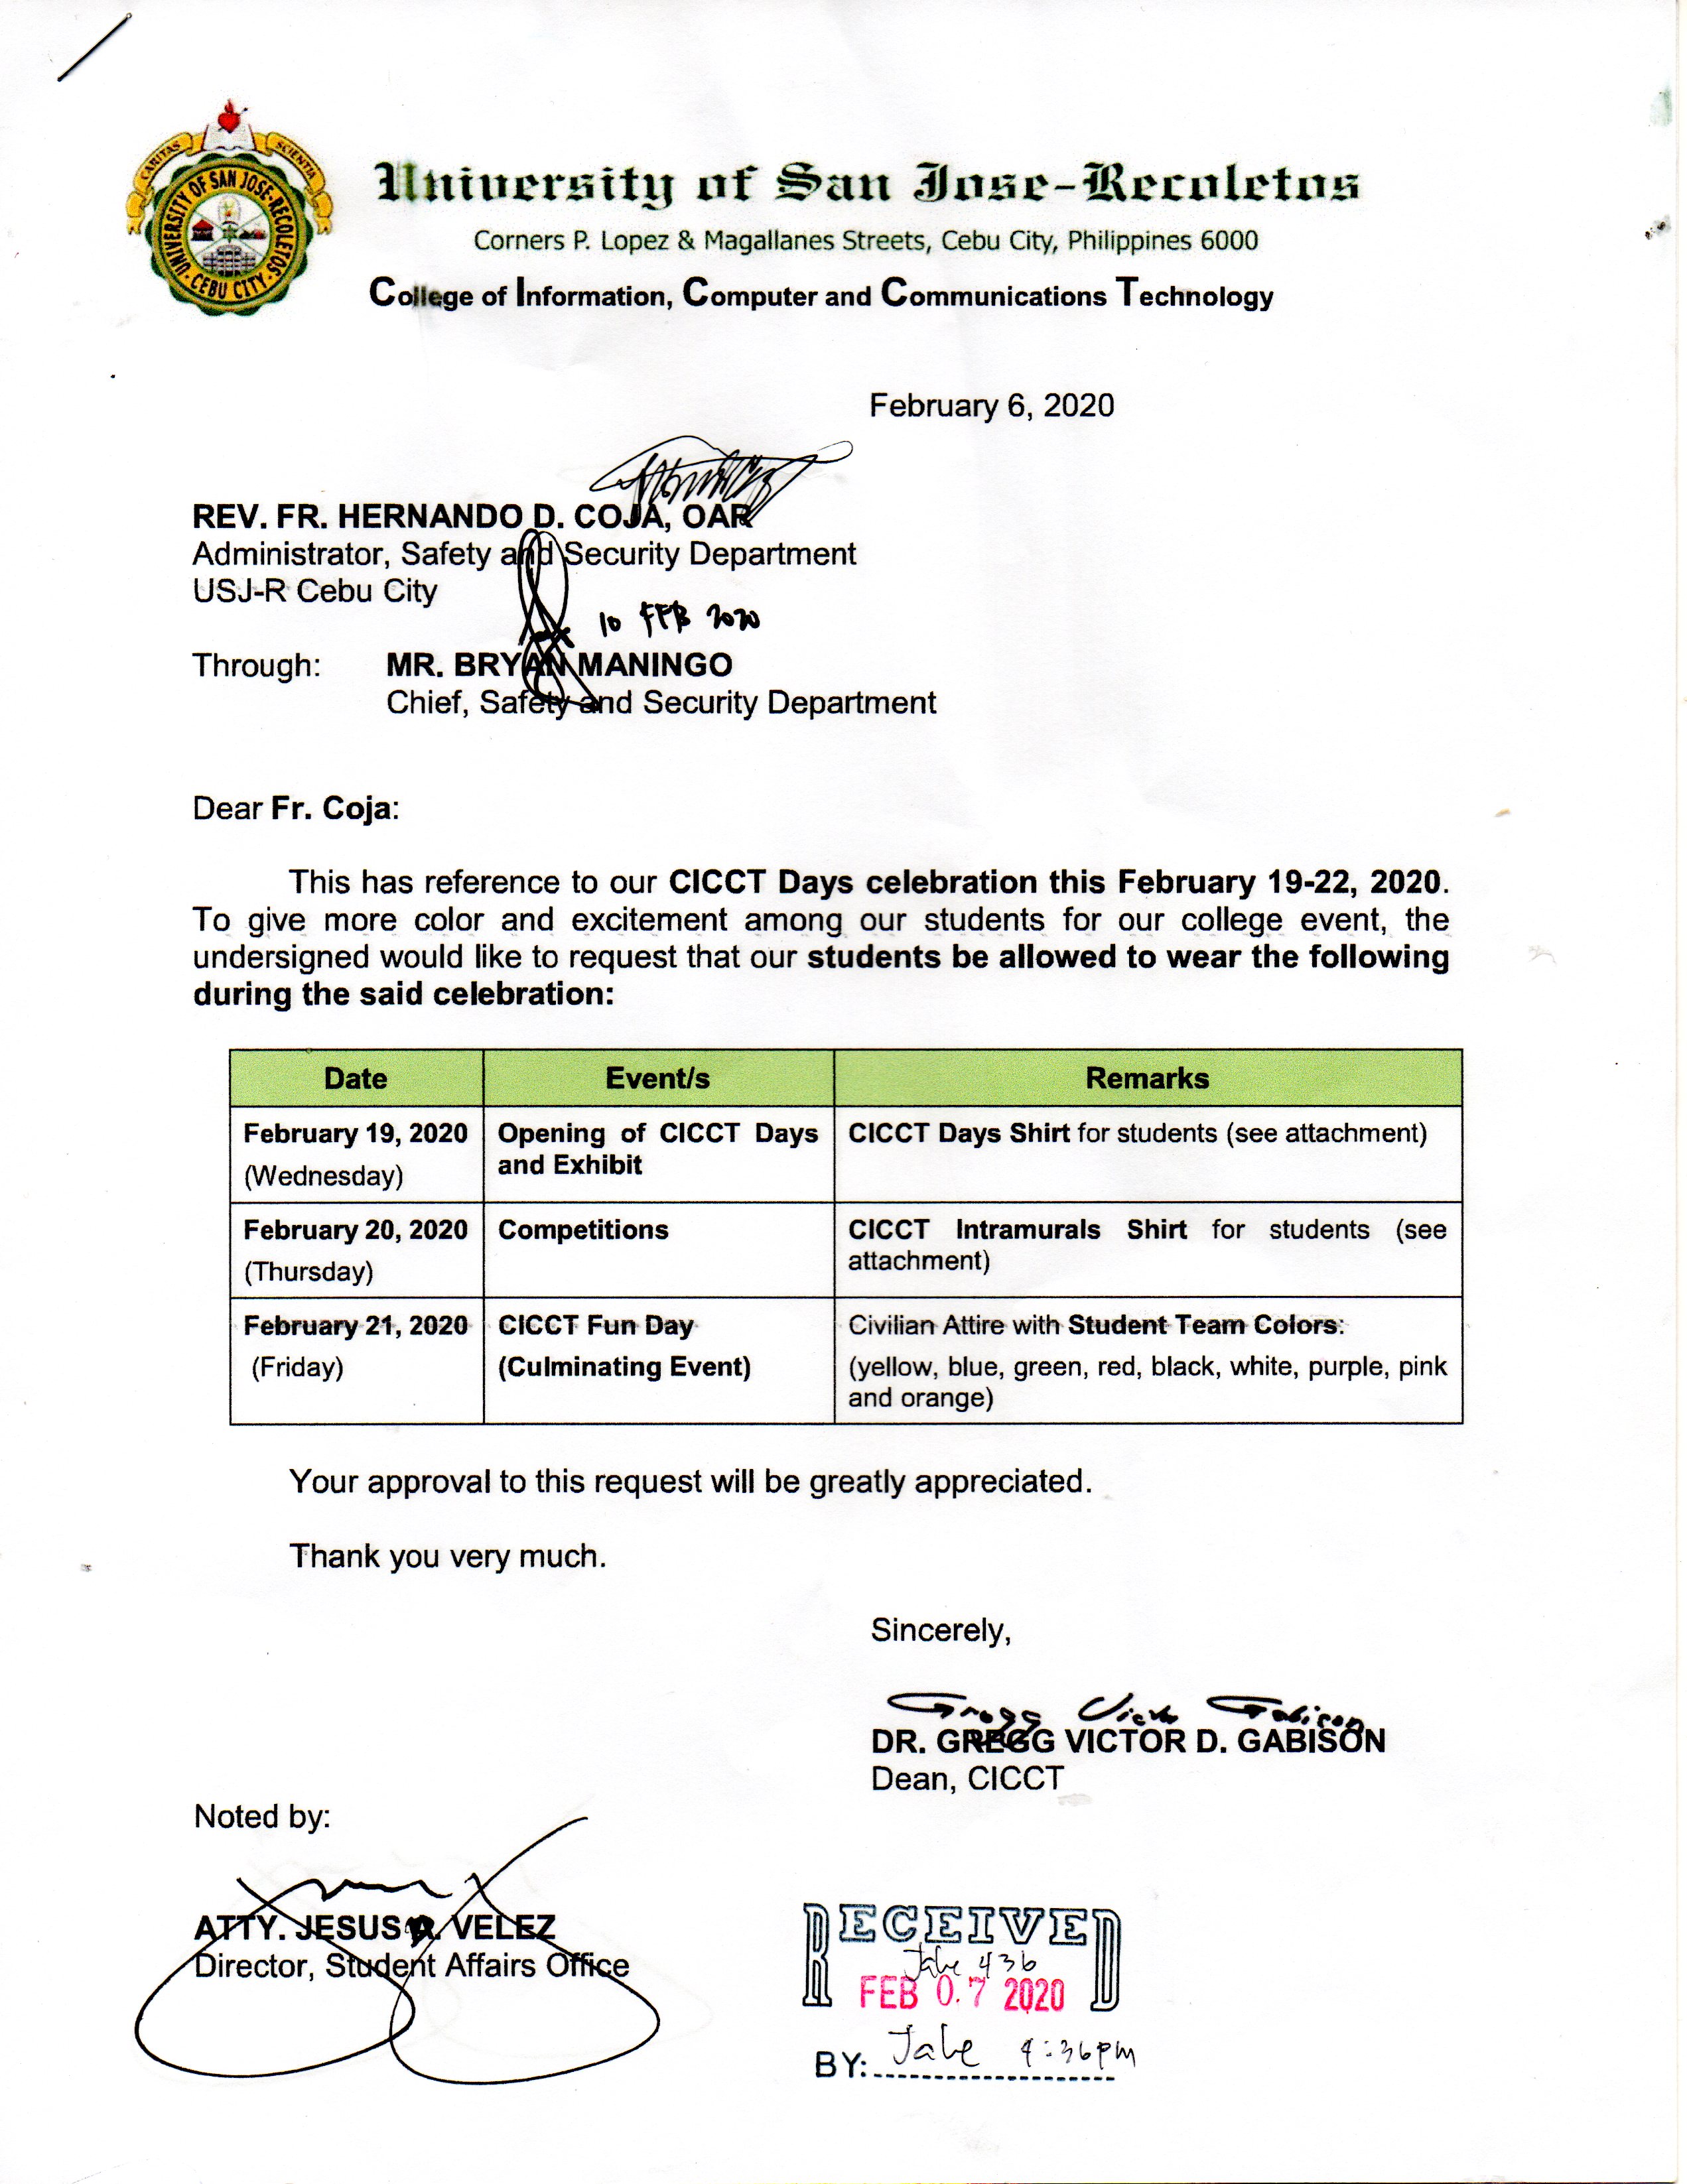 CARITAS SCIENTIA
UNIVERSITY OF SAN JOSE-RECOLETOS
CEBU CITY
University of San Jose-Recoletos
Corners P. Lopez & Magallanes Streets, Cebu City, Philippines 6000
College of Information, Computer and Communications Technology
February 6, 2020
REV. FR. HERNANDO D. COJA, OAR
Administrator, Safety and Security Department
USJ-R Cebu City
10 FEB 2020
Through: MR. BRYAN MANINGO
Chief, Safety and Security Department
Dear Fr. Coja:
This has reference to our CICCT Days celebration this February 19-22, 2020.
To give more color and excitement among our students for our college event, the
undersigned would like to request that our students be allowed to wear the following
during the said celebration:
Date Event/s Remarks
February 19, 2020 Opening of CICCT Days CICCT Days Shirt for students (see attachment)
(Wednesday) and Exhibit
February 20, 2020 Competitions CICCT Intramurals Shirt for students (see
(Thursday) attachment)
February 21, 2020 CICCT Fun Day Civilian Attire with Student Team Colors:
(Friday) (Culminating Event) (yellow, blue, green, red, black, white, purple, pink
and orange)
Your approval to this request will be greatly appreciated.
Thank you very much.
Sincerely,
Gregg Victor Gabison
DR. GREGG VICTOR D. GABISON
Dean, CICCT
Noted by:
ATTY. JESUS VELEZ
Director, Student Affairs Office
RECEIVED
Jabe 436
FEB 07 2020
BY: Jabe 4:36pm